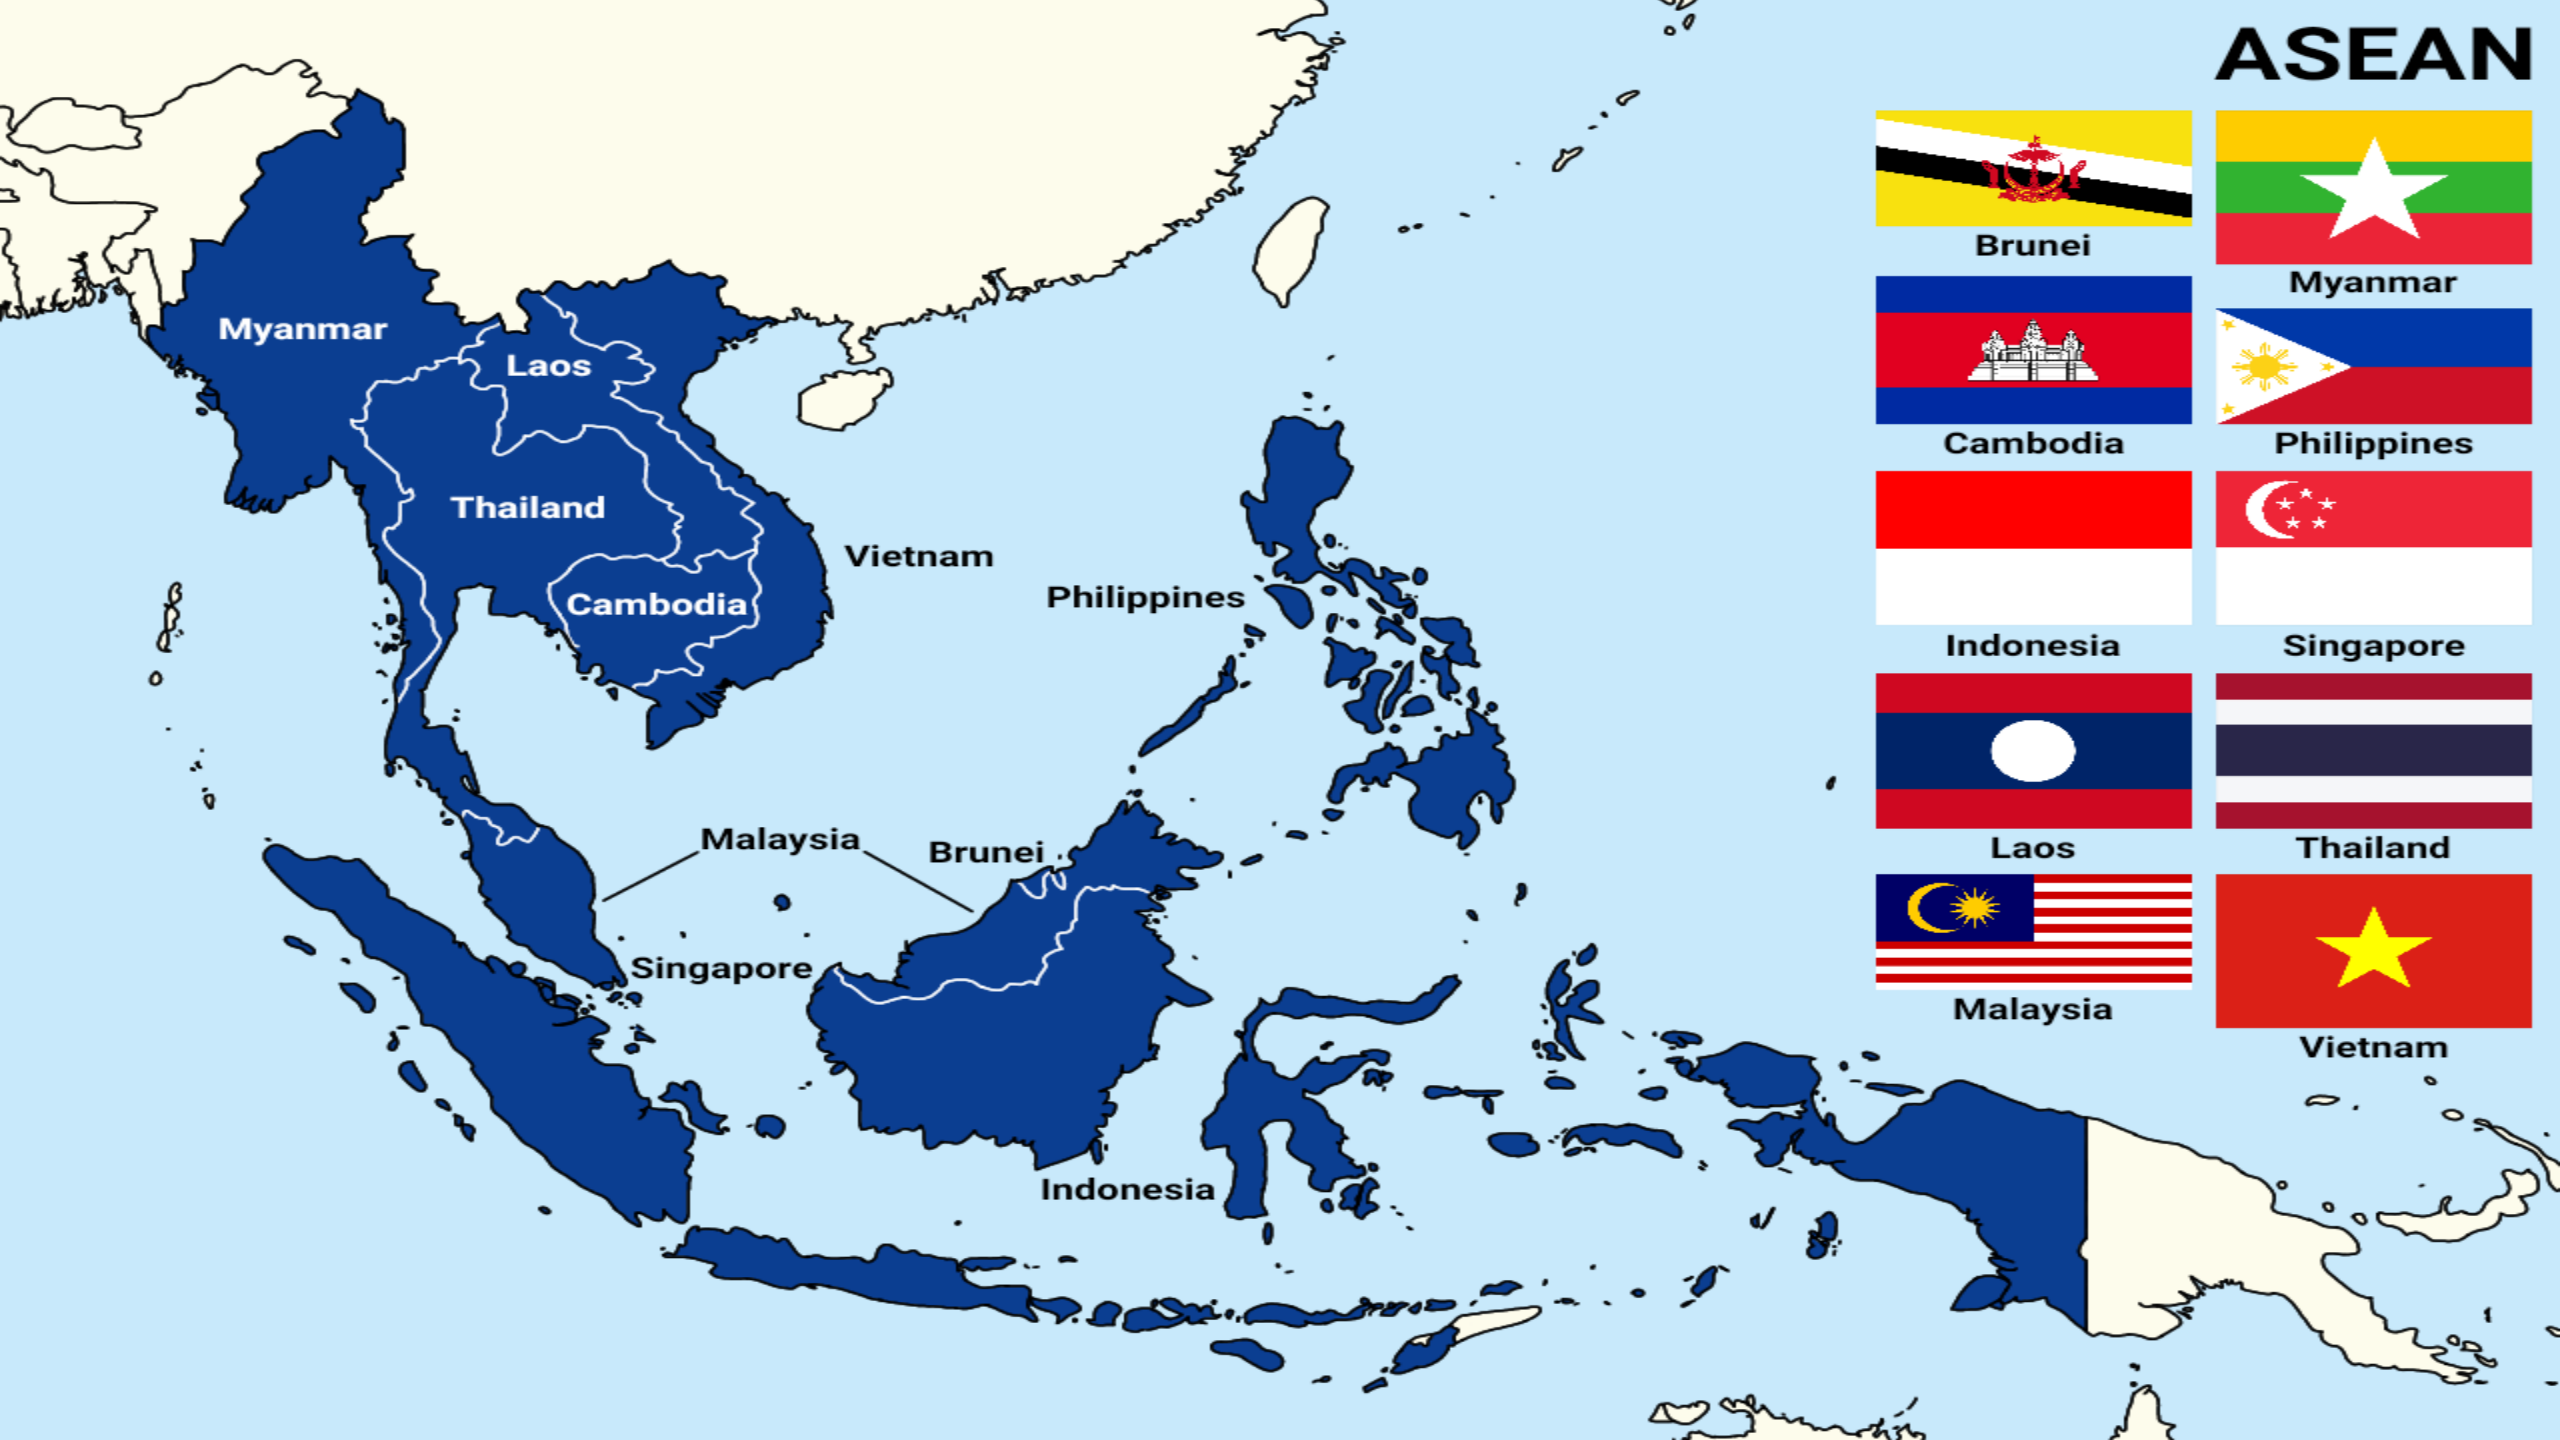 ASEAN
Brunei
Myanmar
Cambodia
Philippines
Indonesia
Singapore
Laos
Thailand
Malaysia
Vietnam
Myanmar
Laos
Thailand
Vietnam
Cambodia
Philippines
Malaysia
Brunei
Singapore
Indonesia